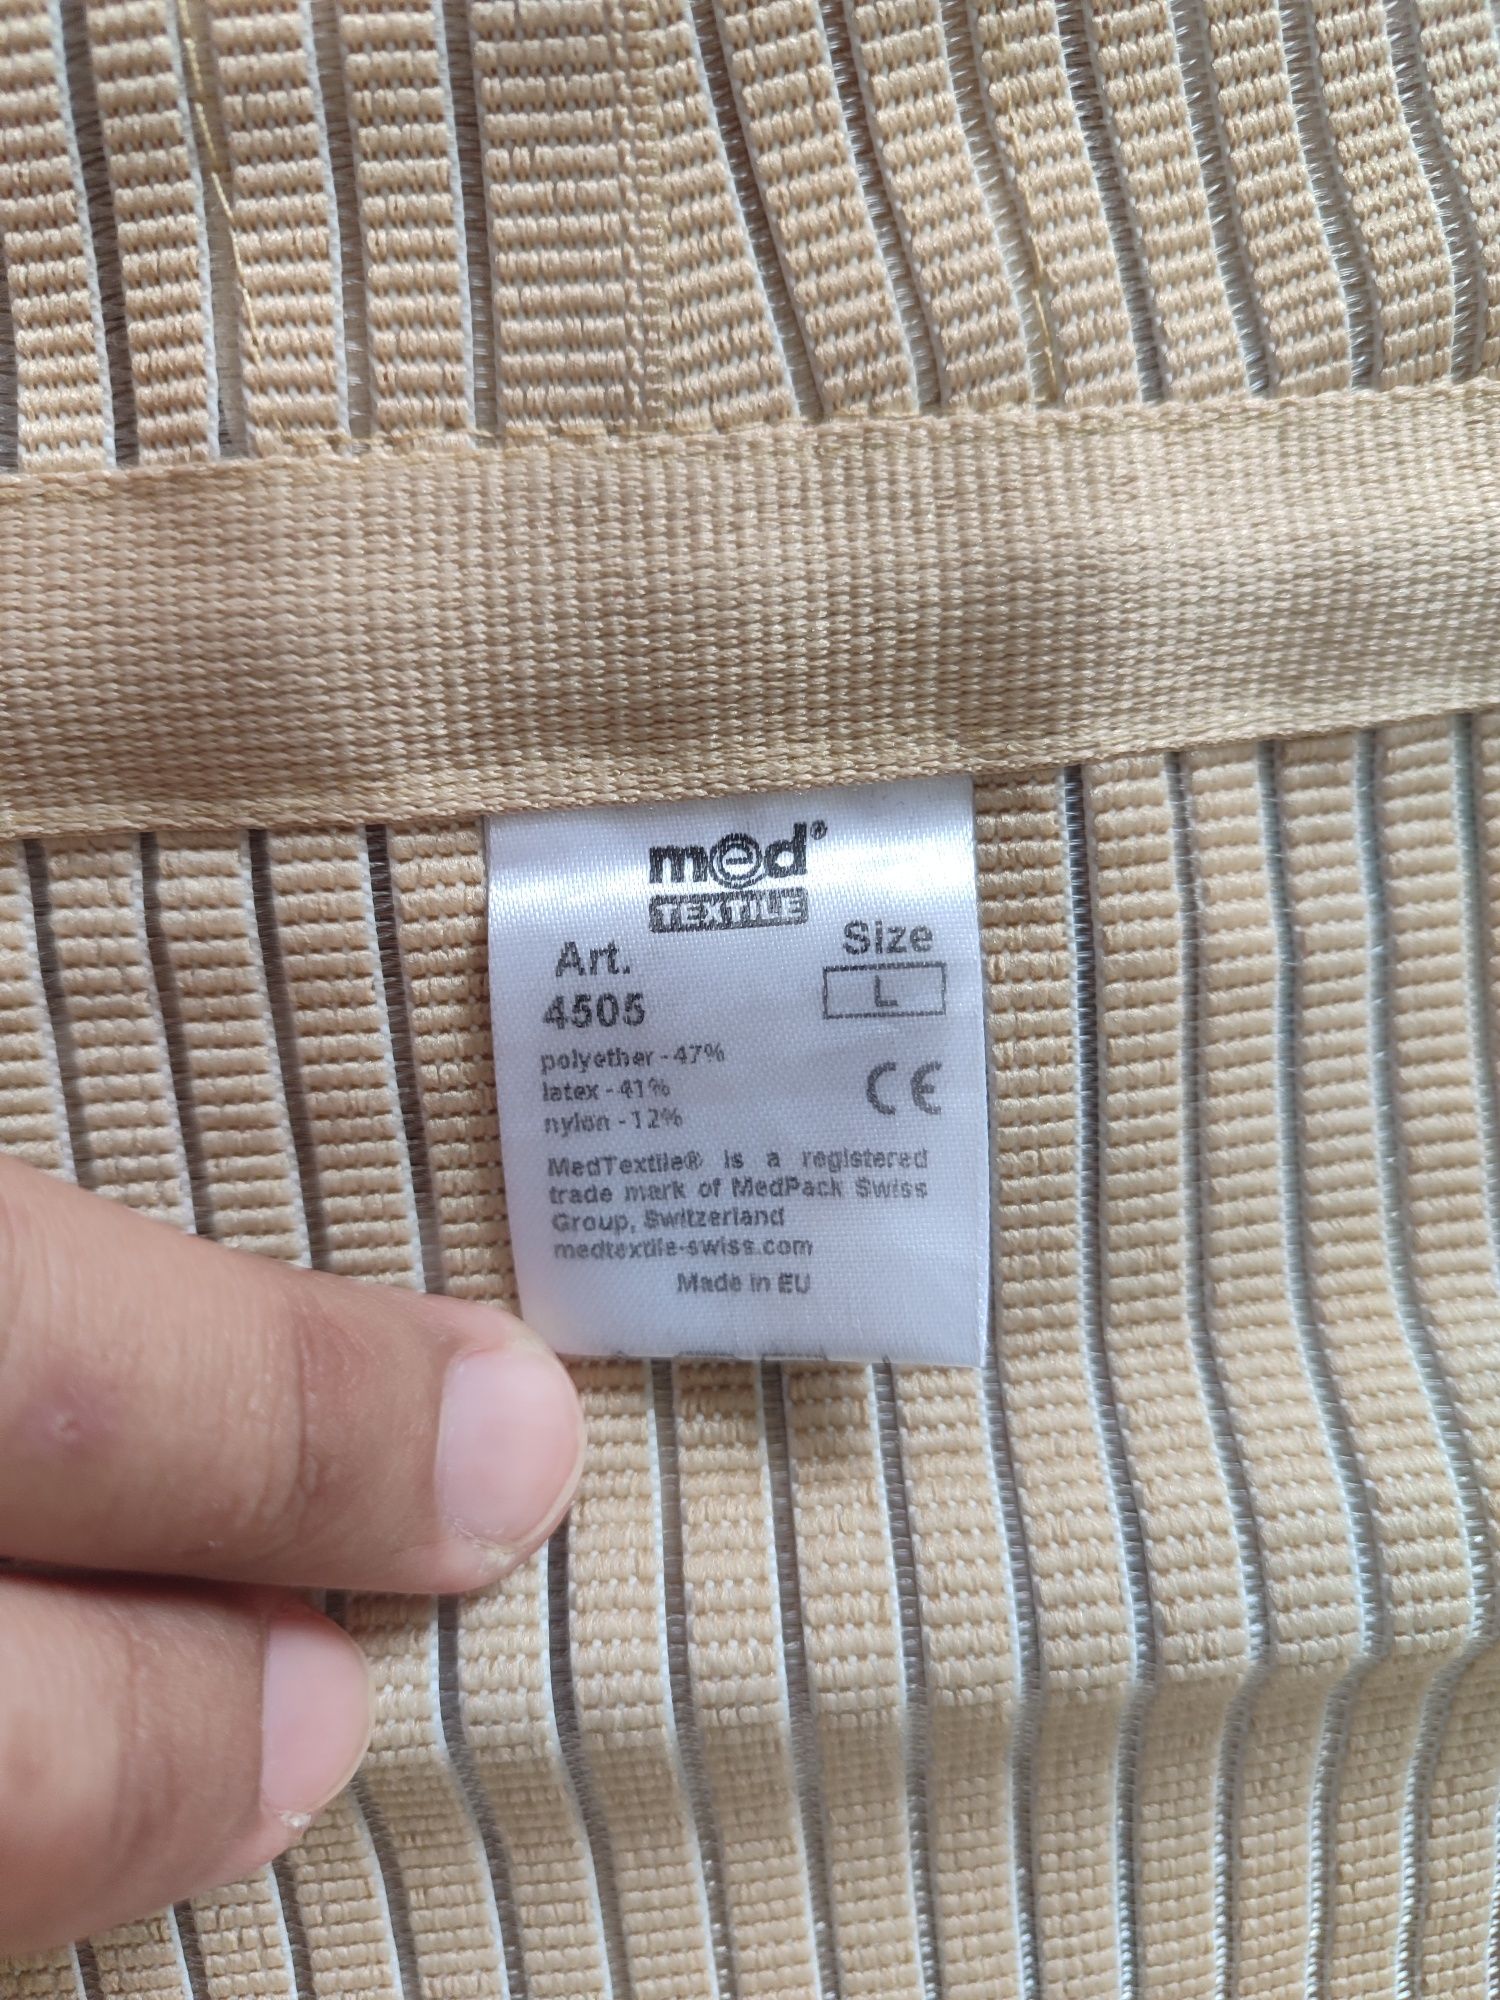 med®
TEXTILE
Art. Size
4505 L
polyether - 47%
latex - 41%
nylon - 12%
CE
MedTextile® is a registered
trade mark of MedPack Swiss
Group, Switzerland
medtextile-swiss.com
Made in EU